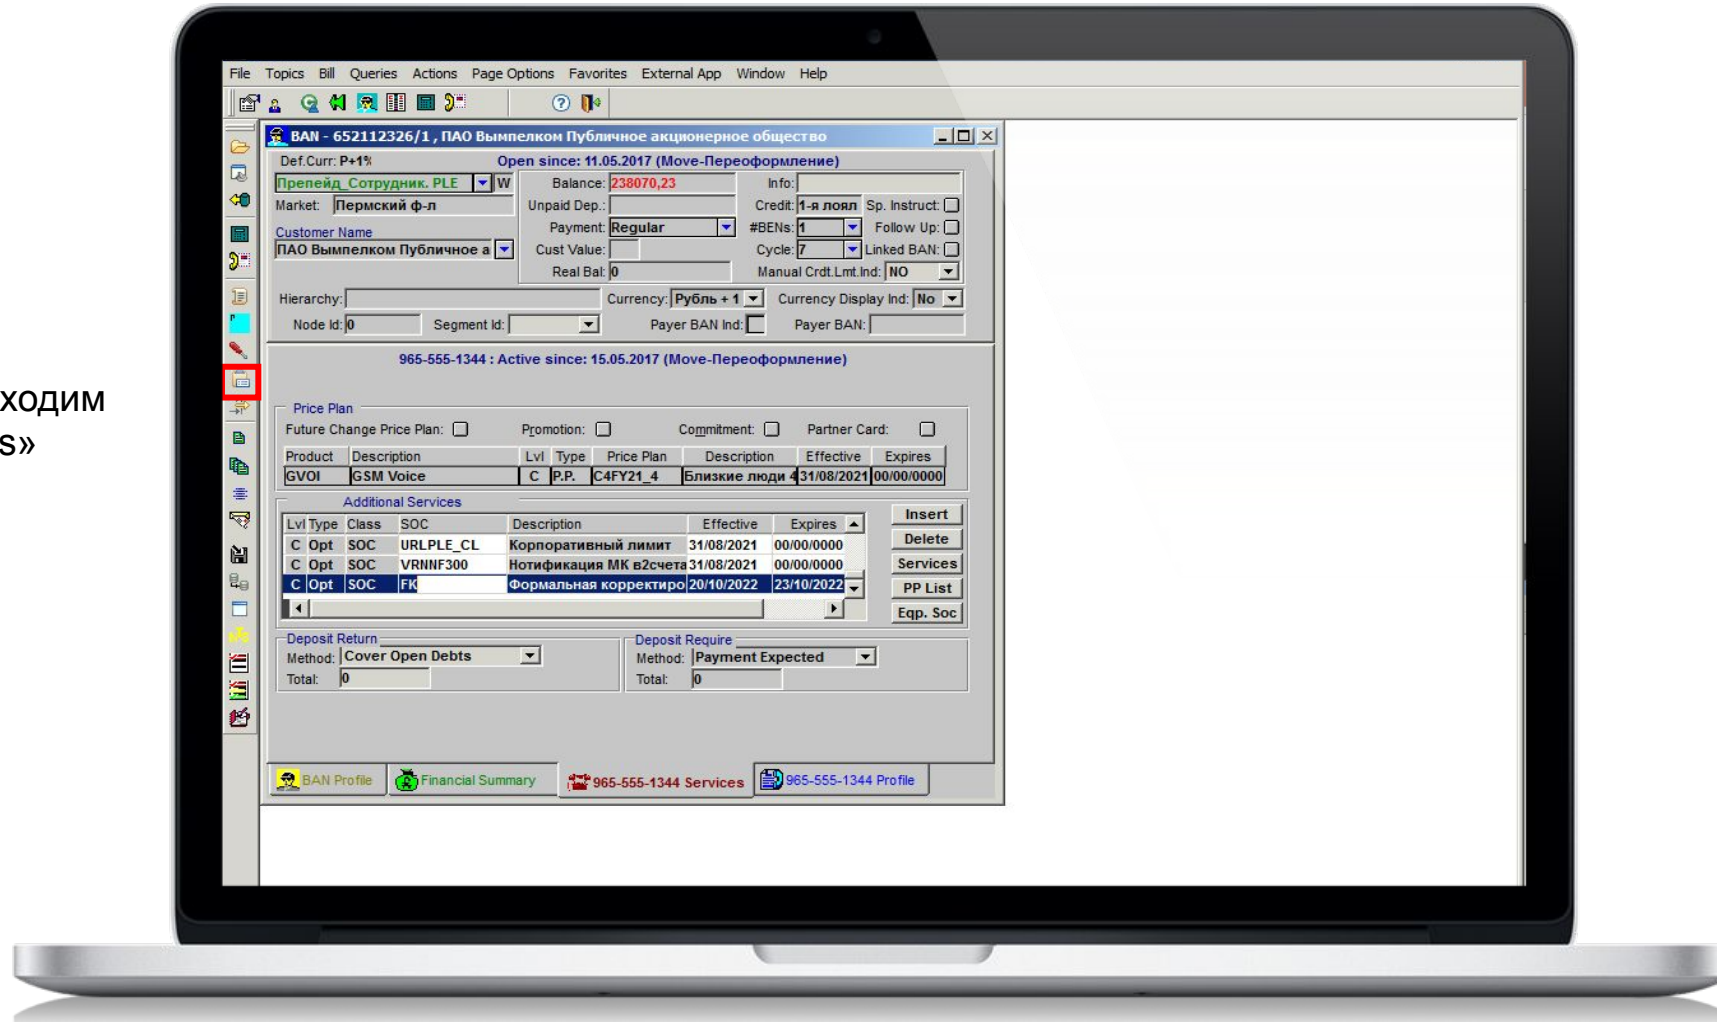 File Topics Bill Queries Actions Page Options Favorites External App Window Help
BAN - 652112326/1 , ПАО Вымпелком Публичное акционерное общество
Def.Curr: P+1% Open since: 11.05.2017 (Move-Переоформление)
Препейд_Сотрудник. PLE W Balance: 238070,23 Info:
Market: Пермский ф-л Unpaid Dep.: Credit: 1-я лоял Sp. Instruct:
Customer Name Payment: Regular #BENs: 1 Follow Up:
ПАО Вымпелком Публичное а Cust Value: Cycle: 7 Linked BAN:
Real Bal: 0 Manual Crdt.Lmt.Ind: NO
Hierarchy: Currency: Рубль + 1 Currency Display Ind: No
Node Id: 0 Segment Id: Payer BAN Ind: Payer BAN:
965-555-1344 : Active since: 15.05.2017 (Move-Переоформление)
ходим
s»
Price Plan
Future Change Price Plan: Promotion: Commitment: Partner Card:
Product Description Lvl Type Price Plan Description Effective Expires
GVOI GSM Voice C P.P. C4FY21_4 Близкие люди 4 31/08/2021 00/00/0000
Additional Services
Lvl Type Class SOC Description Effective Expires
C Opt SOC URLPLE_CL Корпоративный лимит 31/08/2021 00/00/0000
C Opt SOC VRNNF300 Нотификация МК в2счета 31/08/2021 00/00/0000
C Opt SOC FK Формальная корректиро 20/10/2022 23/10/2022
Insert
Delete
Services
PP List
Eqp. Soc
Deposit Return
Method: Cover Open Debts
Total: 0
Deposit Require
Method: Payment Expected
Total: 0
BAN Profile Financial Summary 965-555-1344 Services 965-555-1344 Profile